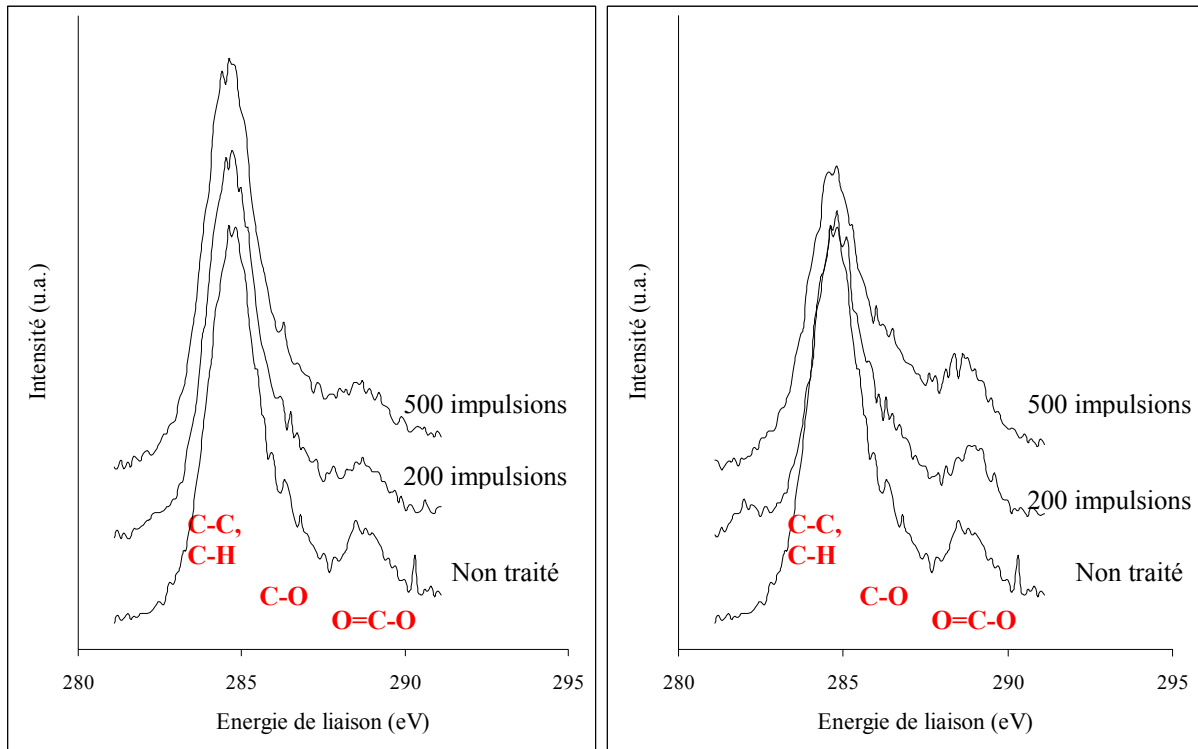 Intensité (u.a.)
500 impulsions
200 impulsions
C-C,
C-H
Non traité
C-O
O=C-O
280
285
290
295
Energie de liaison (eV)
Intensité (u.a.)
500 impulsions
200 impulsions
C-C,
C-H
Non traité
C-O
O=C-O
280
285
290
295
Energie de liaison (eV)